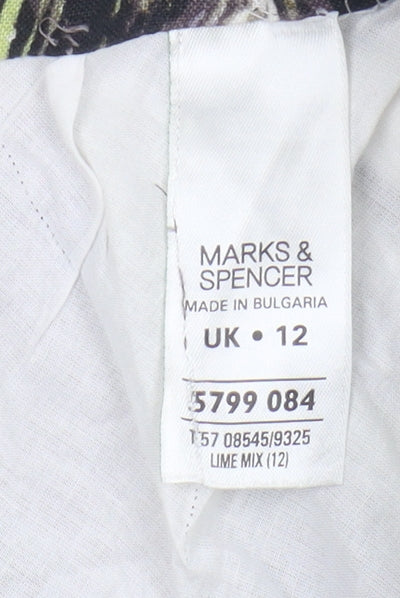 MARKS &
SPENCER
MADE IN BULGARIA
UK • 12
5799 084
T57 08545/9325
LIME MIX (12)